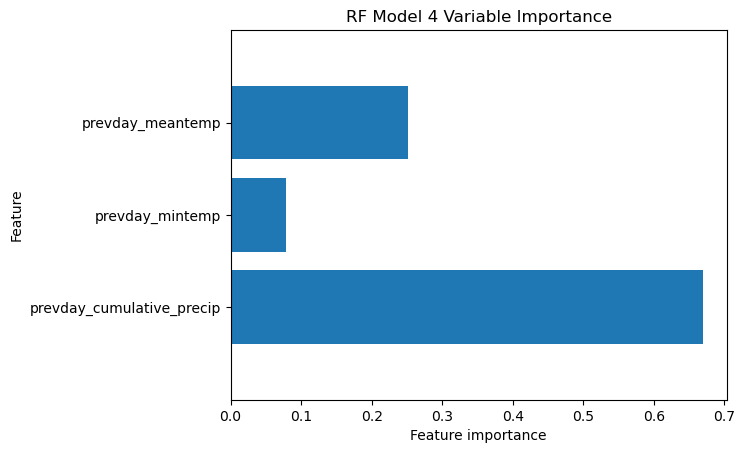 RF Model 4 Variable Importance
prevday_meantemp
prevday_mintemp
prevday_cumulative_precip
Feature
0.0 0.1 0.2 0.3 0.4 0.5 0.6 0.7
Feature importance